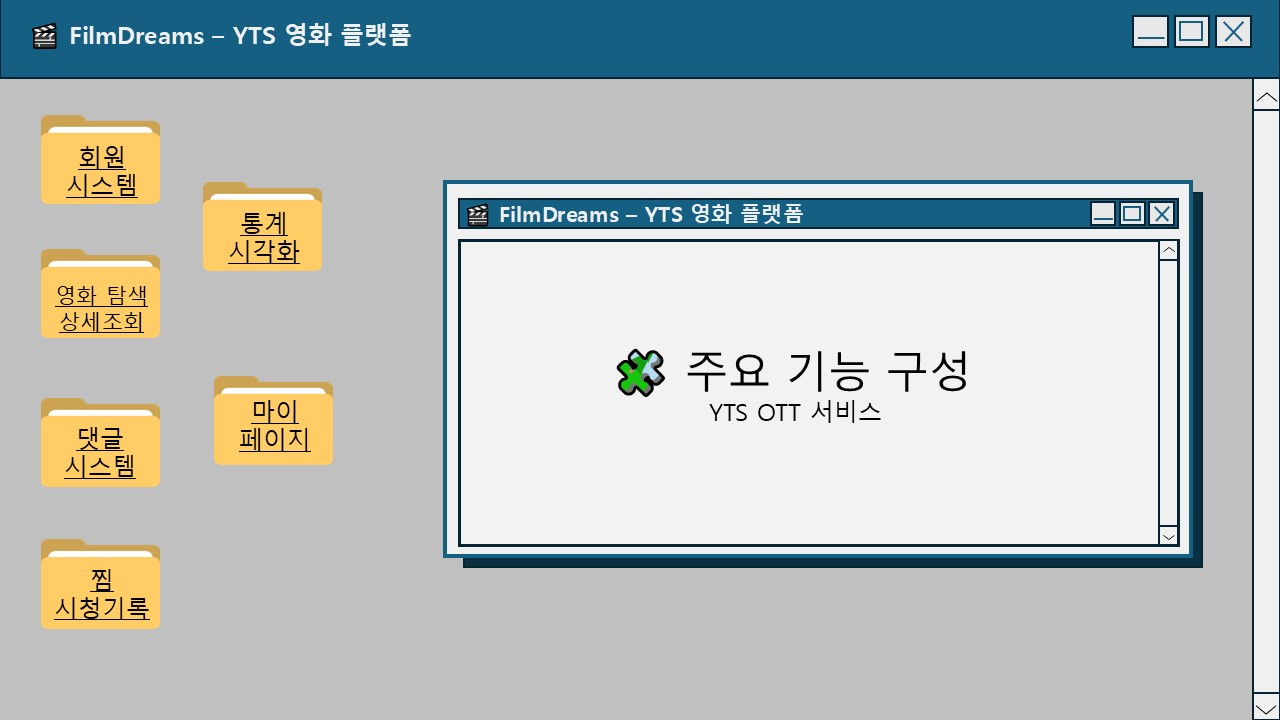 FilmDreams – YTS 영화 플랫폼
회원
시스템
통계
시각화
영화 탐색
상세조회
마이
페이지
댓글
시스템
찜
시청기록
FilmDreams – YTS 영화 플랫폼
주요 기능 구성
YTS OTT 서비스